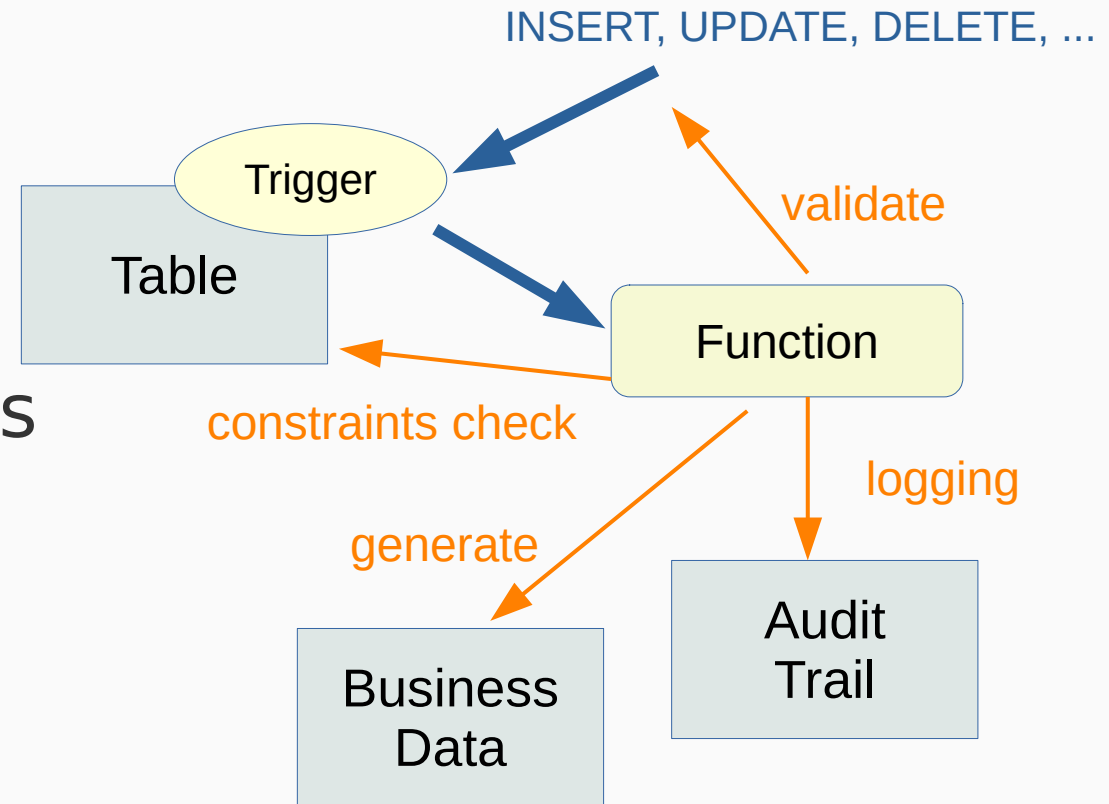 INSERT, UPDATE, DELETE, ...
Trigger
validate
Table
Function
s
constraints check
logging
generate
Audit
Trail
Business
Data